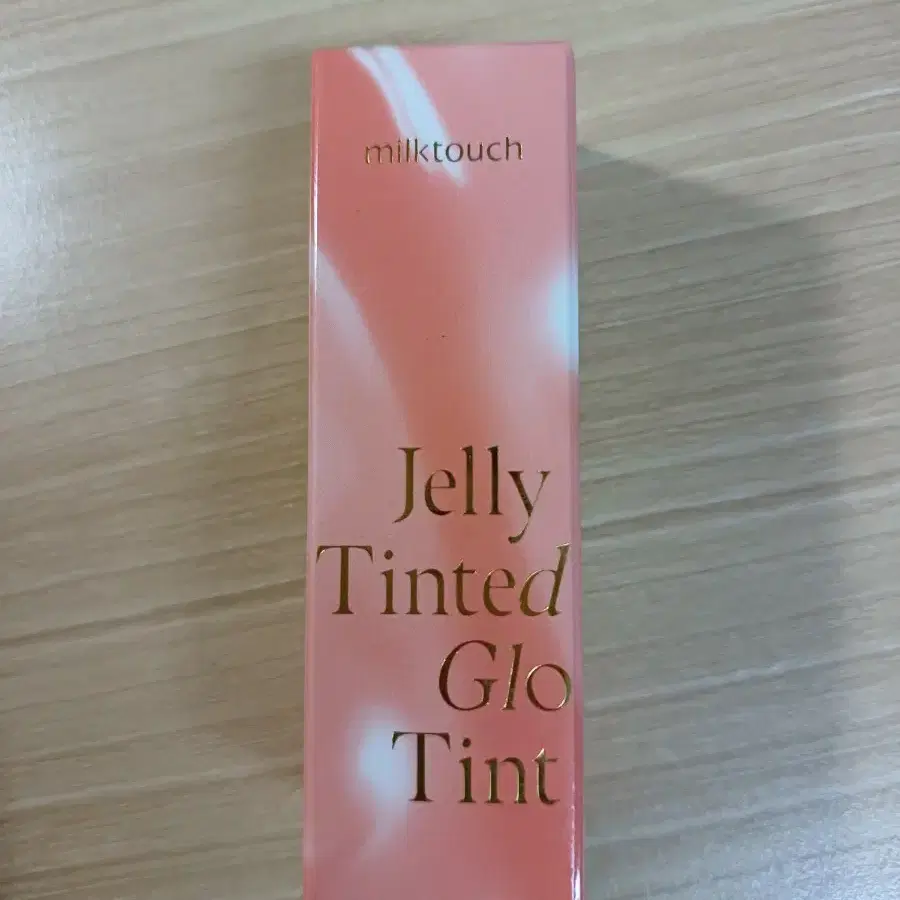 milktouch
Jelly
Tinted
Glo
Tint